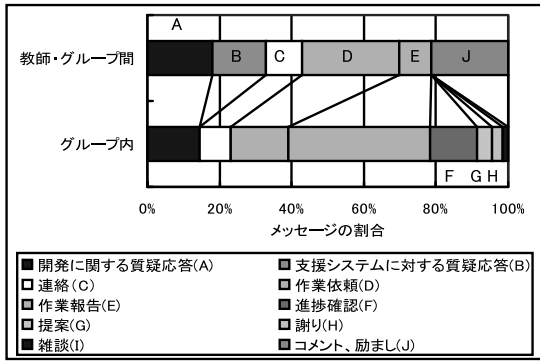 A
教師・グループ間
B C D E J
グループ内
F G H
0% 20% 40% 60% 80% 100%
メッセージの割合
開発に関する質疑応答(A) 支援システムに対する質疑応答(B)
連絡(C) 作業依頼(D)
作業報告(E) 進捗確認(F)
提案(G) 謝り(H)
雑談(I) コメント、励まし(J)